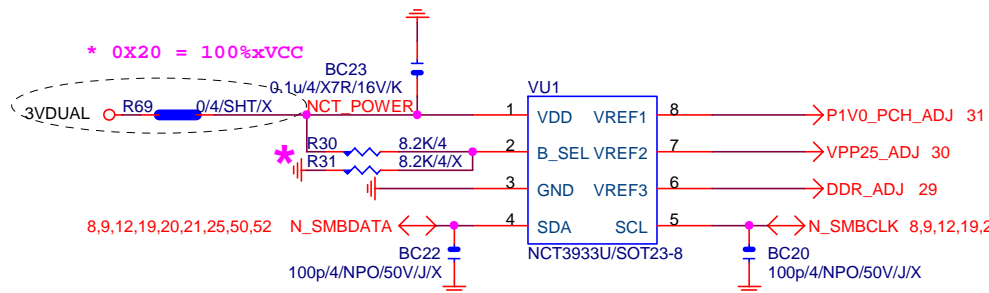 * 0X20 = 100%xVCC
BC23
0.1u/4/X7R/16V/K
VU1
3VDUAL R69 0/4/SHT/X NCT_POWER 1 VDD VREF1 8 P1V0_PCH_ADJ 31
R30 8.2K/4 2 B_SEL VREF2 7 VPP25_ADJ 30
* R31 8.2K/4/X
3 GND VREF3 6 DDR_ADJ 29
8,9,12,19,20,21,25,50,52 N_SMBDATA 4 SDA SCL 5 N_SMBCLK 8,9,12,19,2
BC22 NCT3933U/SOT23-8 BC20
100p/4/NPO/50V/J/X 100p/4/NPO/50V/J/X